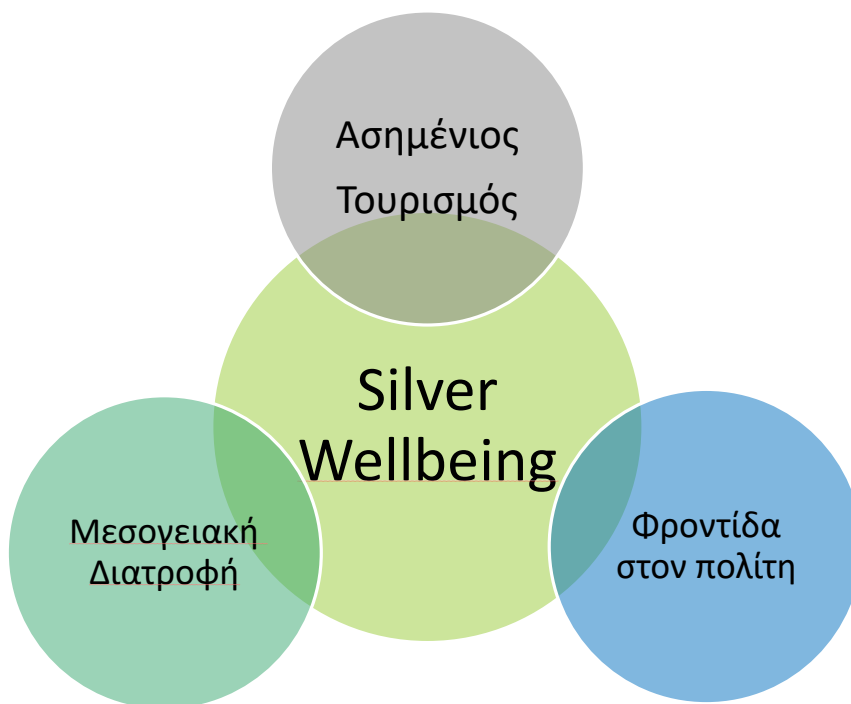 Ασημένιος
Τουρισμός
Silver
Wellbeing
Μεσογειακή
Διατροφή
Φροντίδα
στον πολίτη